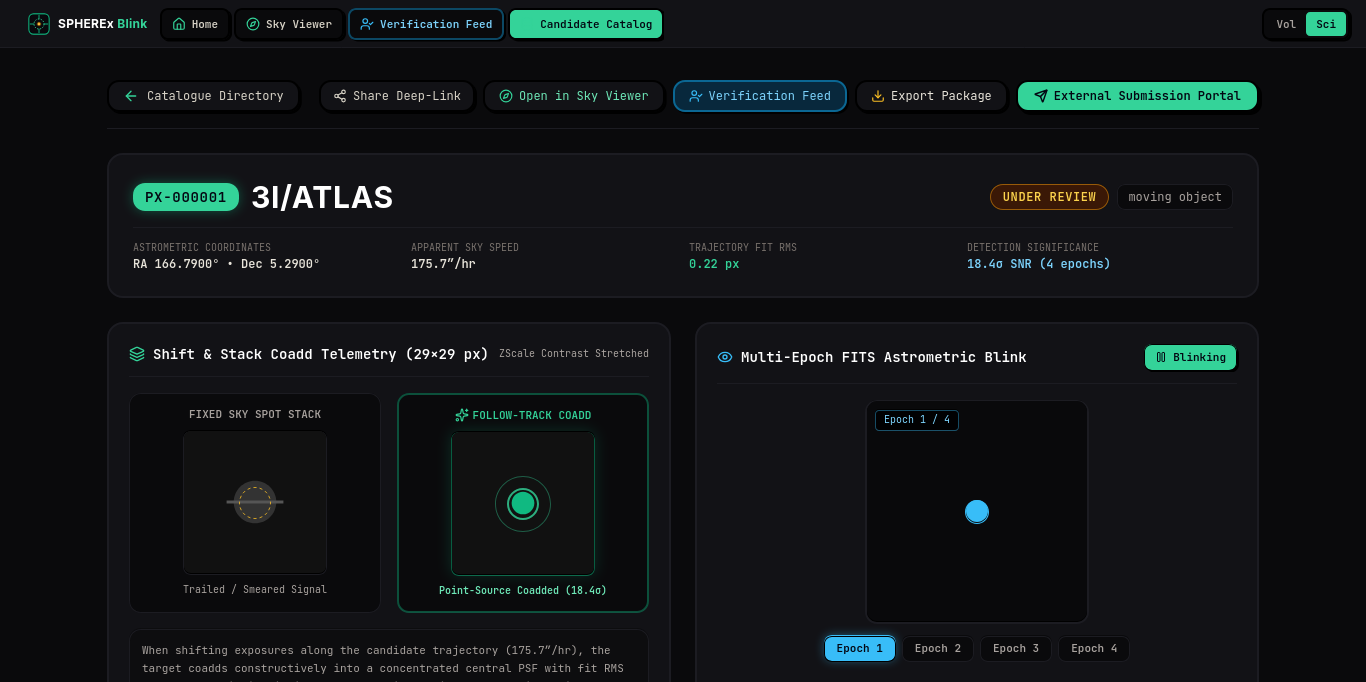 SPHEREx Blink
Home
Sky Viewer
Verification Feed
Candidate Catalog
Vol
Sci
Catalogue Directory
Share Deep-Link
Open in Sky Viewer
Verification Feed
Export Package
External Submission Portal
PX-000001
3I/ATLAS
UNDER REVIEW
moving object
ASTROMETRIC COORDINATES
RA 166.7900° • Dec 5.2900°
APPARENT SKY SPEED
175.7”/hr
TRAJECTORY FIT RMS
0.22 px
DETECTION SIGNIFICANCE
18.4σ SNR (4 epochs)
Shift & Stack Coadd Telemetry (29×29 px)
ZScale Contrast Stretched
FIXED SKY SPOT STACK
Trailed / Smeared Signal
FOLLOW-TRACK COADD
Point-Source Coadded (18.4σ)
When shifting exposures along the candidate trajectory (175.7”/hr), the
target coadds constructively into a concentrated central PSF with fit RMS
Multi-Epoch FITS Astrometric Blink
Blinking
Epoch 1 / 4
Epoch 1
Epoch 2
Epoch 3
Epoch 4